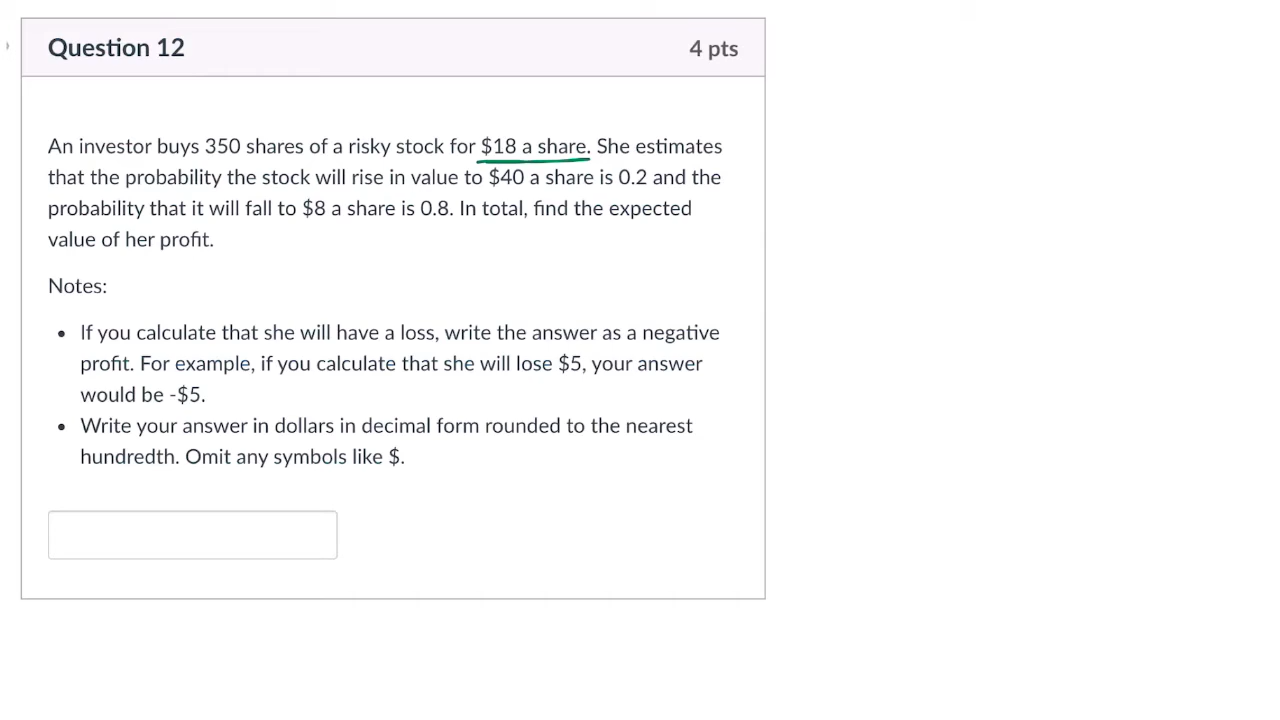 Question 12
4 pts
An investor buys 350 shares of a risky stock for $18 a share. She estimates
that the probability the stock will rise in value to $40 a share is 0.2 and the
probability that it will fall to $8 a share is 0.8. In total, find the expected
value of her profit.
Notes:
• If you calculate that she will have a loss, write the answer as a negative
profit. For example, if you calculate that she will lose $5, your answer
would be -$5.
• Write your answer in dollars in decimal form rounded to the nearest
hundredth. Omit any symbols like $.